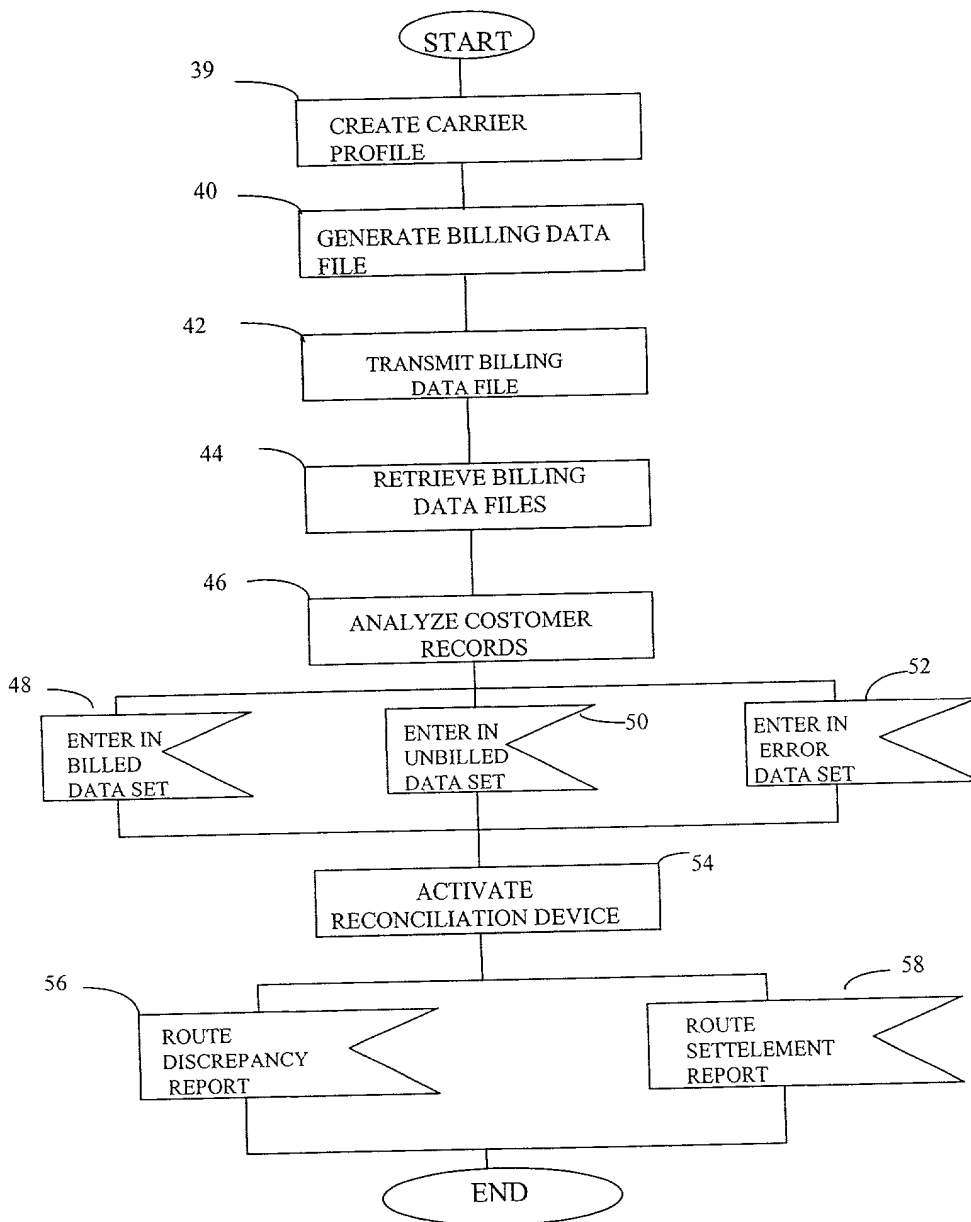 START
39
CREATE CARRIER
PROFILE
40
GENERATE BILLING DATA
FILE
42
TRANSMIT BILLING
DATA FILE
44
RETRIEVE BILLING
DATA FILES
46
ANALYZE COSTOMER
RECORDS
48
ENTER IN
BILLED
DATA SET
50
ENTER IN
UNBILLED
DATA SET
52
ENTER IN
ERROR
DATA SET
54
ACTIVATE
RECONCILIATION DEVICE
56
ROUTE
DISCREPANCY
REPORT
58
ROUTE
SETTELEMENT
REPORT
END